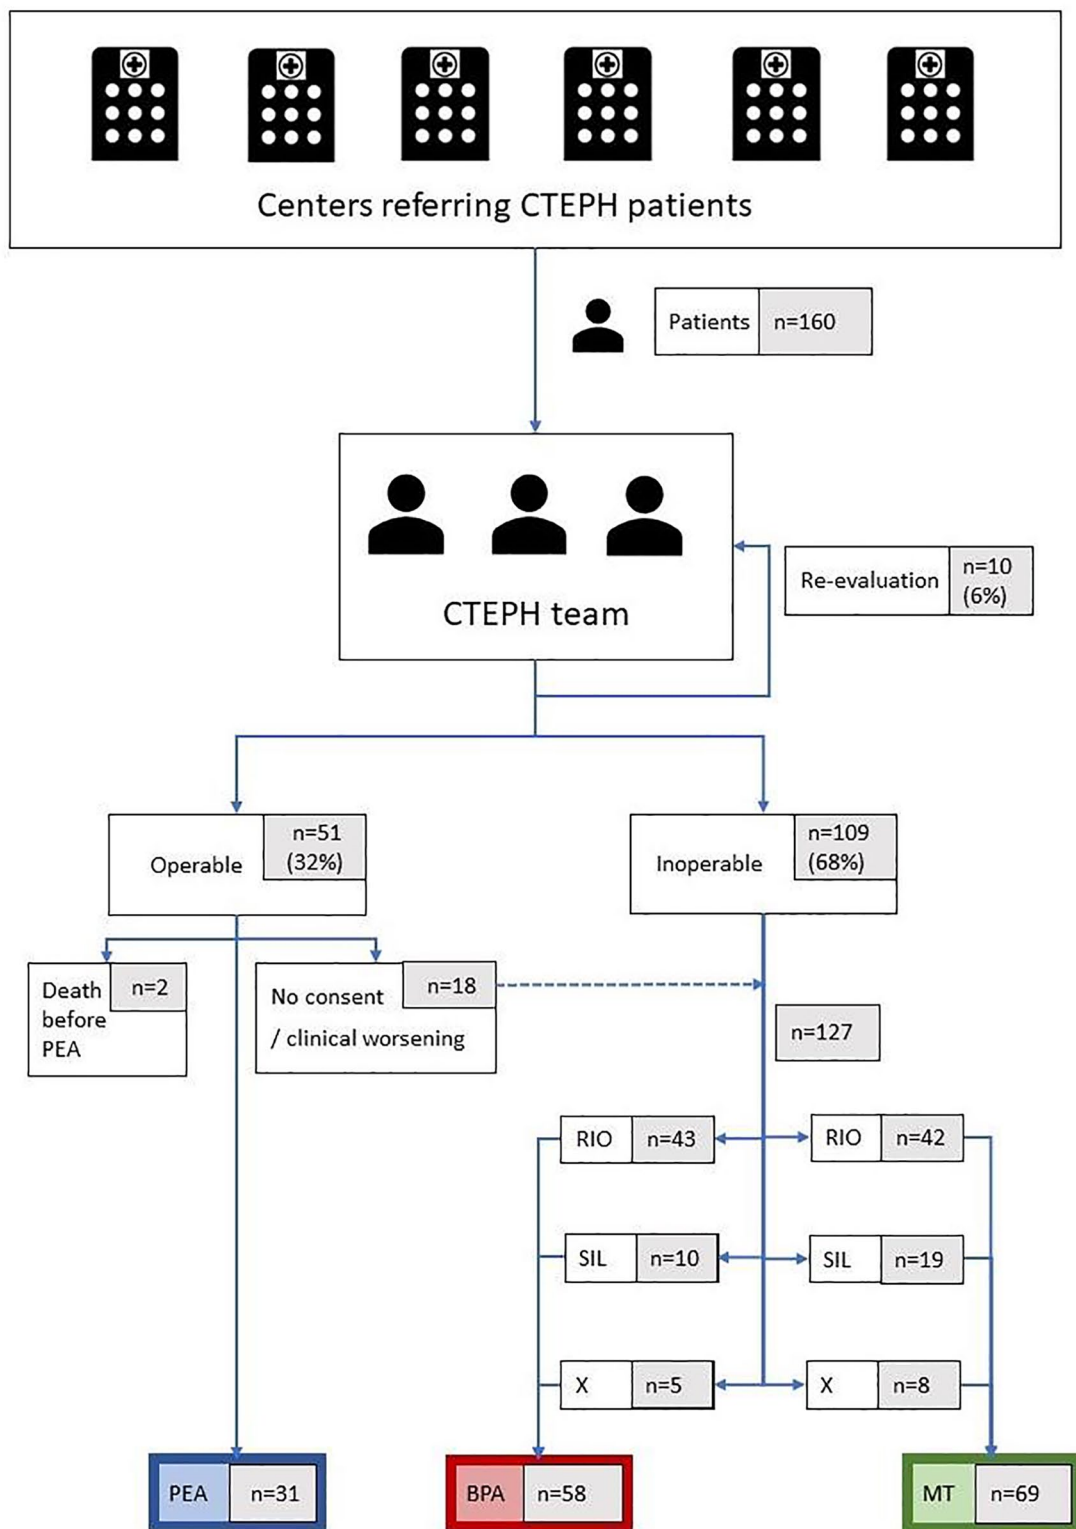 Centers referring CTEPH patients
Patients n=160
CTEPH team
Re-evaluation n=10
(6%)
Operable n=51
(32%)
Inoperable n=109
(68%)
Death n=2
before
PEA
No consent n=18
/ clinical worsening
n=127
RIO n=43
RIO n=42
SIL n=10
SIL n=19
X n=5
X n=8
PEA n=31
BPA n=58
MT n=69